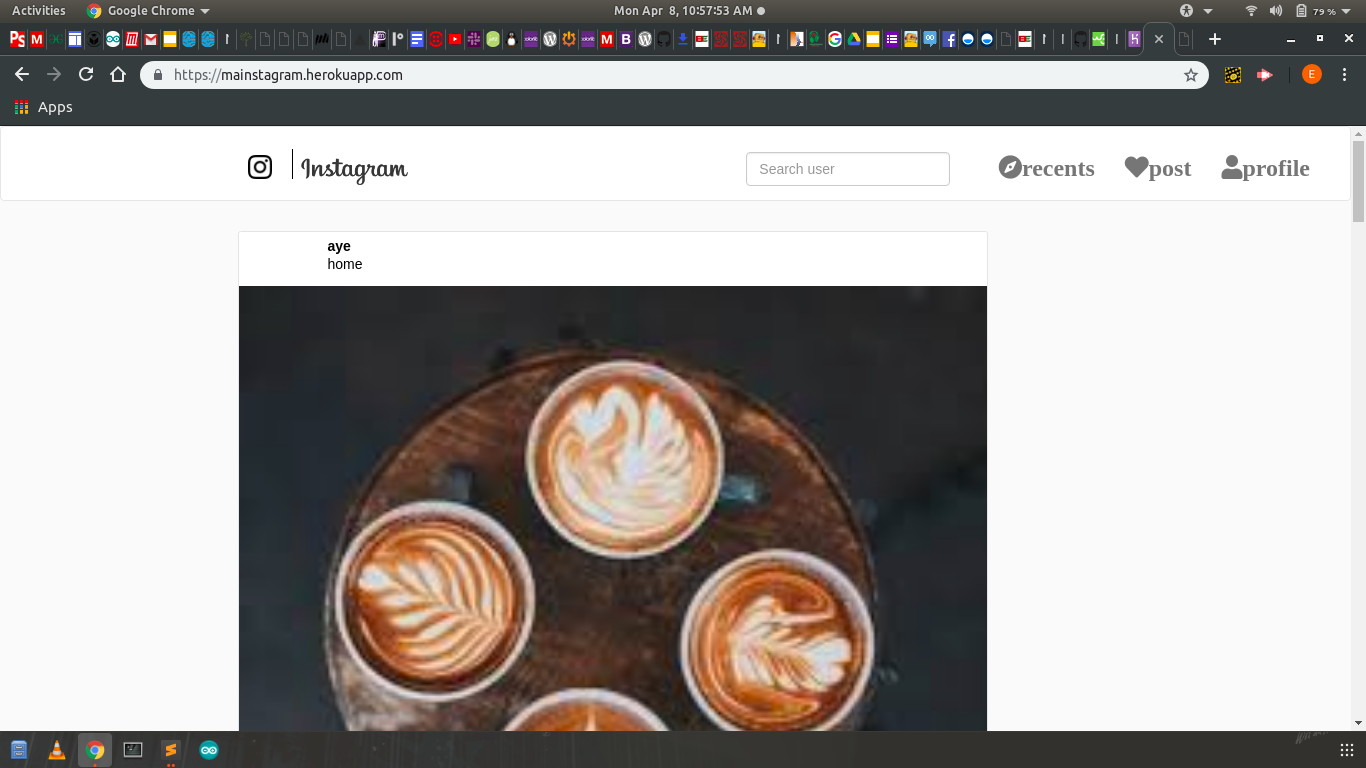 Activities Google Chrome Mon Apr 8, 10:57:53 AM 79 %
https://mainstagram.herokuapp.com
E
Apps
Instagram Search user recents post profile
aye
home